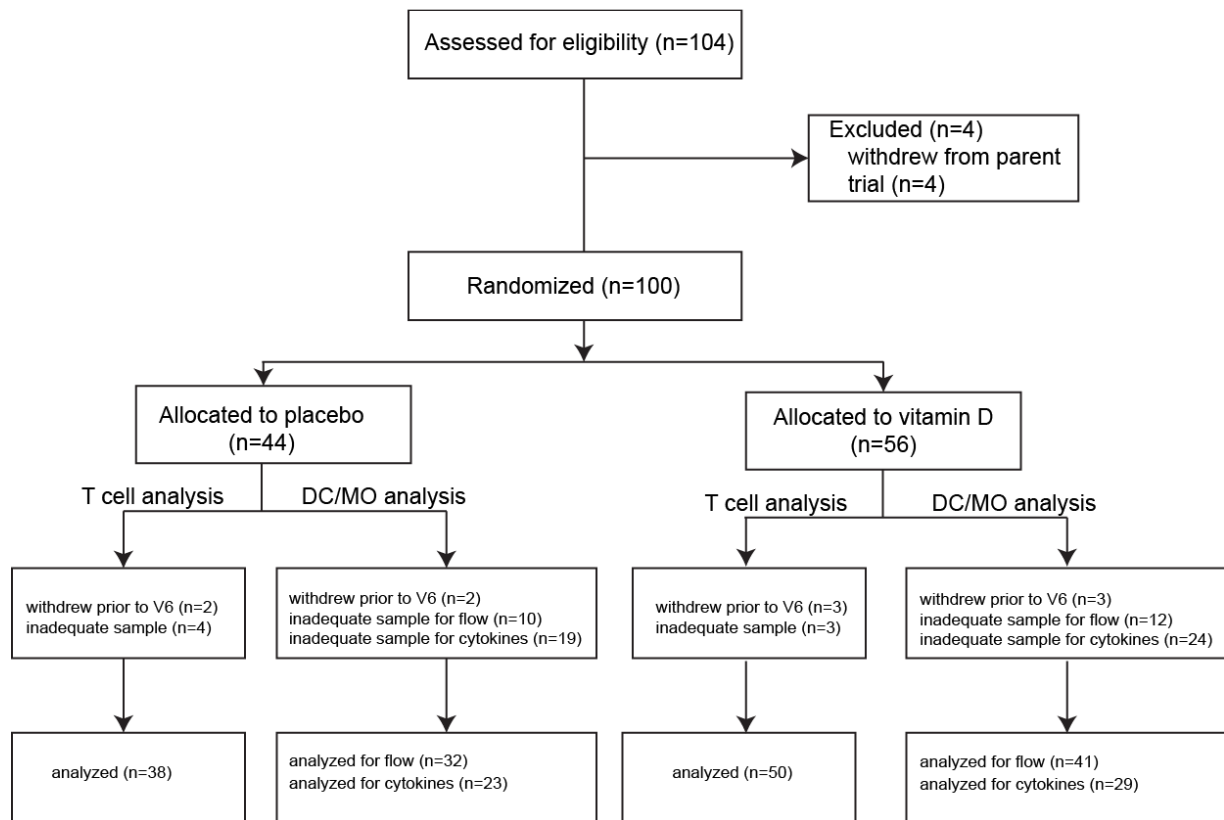 Assessed for eligibility (n=104)
Excluded (n=4)
withdrew from parent
trial (n=4)
Randomized (n=100)
Allocated to placebo
(n=44)
Allocated to vitamin D
(n=56)
T cell analysis
DC/MO analysis
T cell analysis
DC/MO analysis
withdrew prior to V6 (n=2)
inadequate sample (n=4)
withdrew prior to V6 (n=2)
inadequate sample for flow (n=10)
inadequate sample for cytokines (n=19)
withdrew prior to V6 (n=3)
inadequate sample (n=3)
withdrew prior to V6 (n=3)
inadequate sample for flow (n=12)
inadequate sample for cytokines (n=24)
analyzed (n=38)
analyzed for flow (n=32)
analyzed for cytokines (n=23)
analyzed (n=50)
analyzed for flow (n=41)
analyzed for cytokines (n=29)